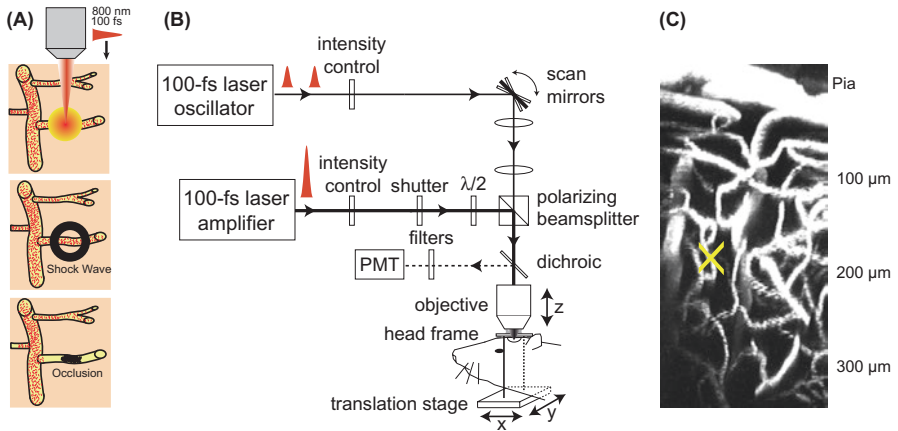 (A)
800 nm
100 fs
Shock Wave
Occlusion
(B)
100-fs laser
oscillator
intensity
control
scan
mirrors
100-fs laser
amplifier
intensity
control
shutter
λ/2
polarizing
beamsplitter
filters
PMT
dichroic
objective
z
head frame
translation stage
x
y
(C)
Pia
100 µm
200 µm
300 µm